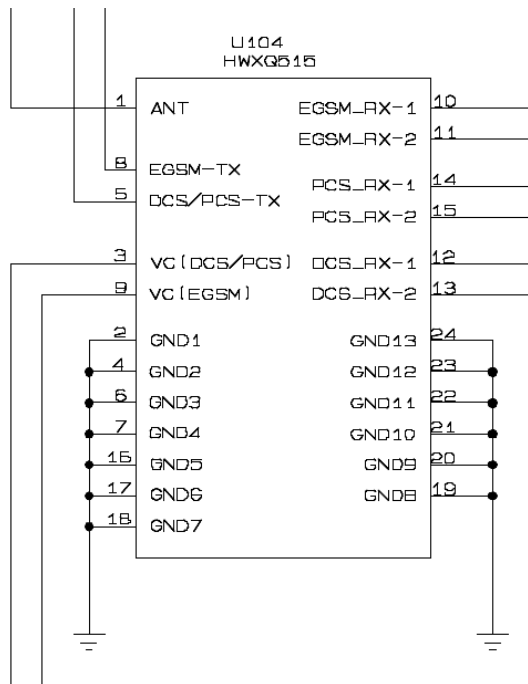 U104
HWXQ515
1 ANT EGSM_RX-1 10
EGSM_RX-2 11
8 EGSM-TX
PCS_RX-1 14
5 DCS/PCS-TX
PCS_RX-2 15
3 VC(DCS/PCS) DCS_RX-1 12
9 VC(EGSM) DCS_RX-2 13
2 GND1 GND13 24
4 GND2 GND12 23
6 GND3 GND11 22
7 GND4 GND10 21
16 GND5 GND9 20
17 GND6 GND8 19
18 GND7